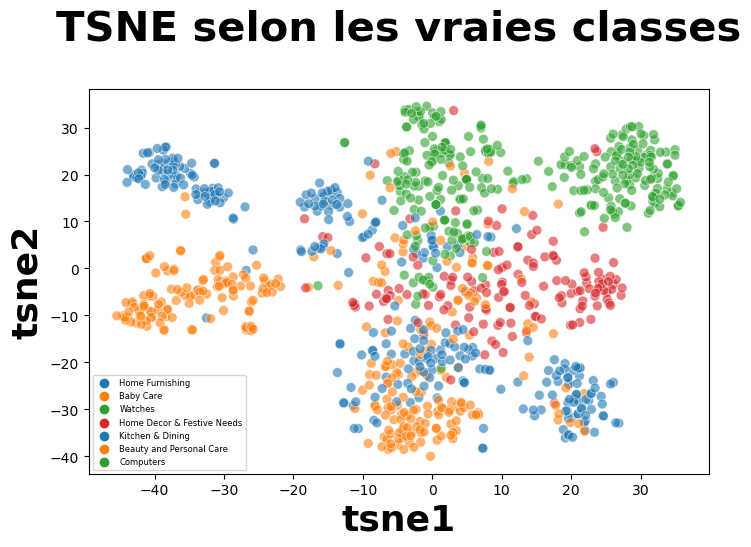 TSNE selon les vraies classes
tsne2
30
20
10
0
−10
−20
−30
−40
Home Furnishing
Baby Care
Watches
Home Decor & Festive Needs
Kitchen & Dining
Beauty and Personal Care
Computers
−40 −30 −20 −10 0 10 20 30
tsne1